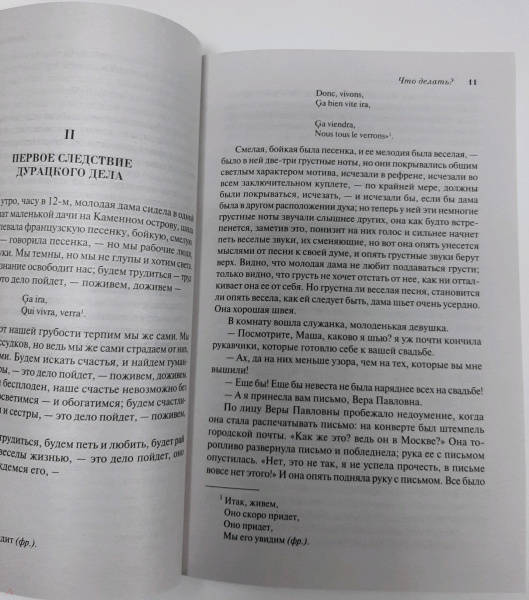 II
ПЕРВОЕ СЛЕДСТВИЕ
ДУРАЦКОГО ДЕЛА
утро, часу в 12-м, молодая дама сидела в одной
маленькой дачи на Каменном острову, шила
французскую песенку, бойкую, смелую
— говорила песенка, — но мы рабочие люди,
Мы темны, но мы не глупы и хотим света.
знание освободит нас; будем трудиться — труд
это дело пойдет, — поживем, доживем —
Ça ira,
Qui vivra, verra¹.
от нашей грубости терпим мы же сами. Мы
но ведь мы же сами страдаем от них,
Будем искать счастья, и найдем гуман-
— это дело пойдет, — поживем, доживем.
бесплоден, наше счастье невозможно без
— и обогатимся; будем счастли-
и сестры, — это дело пойдет, — поживем,
трудиться, будем петь и любить, будет рай
веселы жизнью, — это дело пойдет, оно
его, —
(фр.).
Что делать? 11
Donc, vivons,
Ça bien vite ira,
Ça viendra,
Nous tous le verrons»¹.
Смелая, бойкая была песенка, и ее мелодия была веселая, —
было в ней две-три грустные ноты, но они покрывались общим
светлым характером мотива, исчезали в рефрене, исчезали во
всем заключительном куплете, — по крайней мере, должны
были покрываться, исчезать, — и исчезали бы, если бы дама
была в другом расположении духа; но теперь у ней эти немногие
грустные ноты звучали слышнее других, она как будто встре-
пенется, заметив это, понизит на них голос и сильнее начнет
петь веселые звуки, их сменяющие, но вот она опять унесется
мыслями от песни к своей думе, и опять грустные звуки берут
верх. Видно, что молодая дама не любит поддаваться грусти;
только видно, что грусть не хочет отстать от нее, как ни оттал-
кивает она ее от себя. Но грустна ли веселая песня, становится
ли опять весела, как ей следует быть, дама шьет очень усердно.
Она хорошая швея.
В комнату вошла служанка, молоденькая девушка.
— Посмотрите, Маша, каково я шью? я уж почти кончила
рукавчики, которые готовлю себе к вашей свадьбе.
— Ах, да на них меньше узора, чем на тех, которые вы мне
вышили!
— Еще бы! Еще бы невеста не была наряднее всех на свадьбе!
— А я принесла вам письмо, Вера Павловна.
По лицу Веры Павловны пробежало недоумение, когда
она стала распечатывать письмо: на конверте был штемпель
городской почты. «Как же это? ведь он в Москве?» Она то-
ропливо развернула письмо и побледнела; рука ее с письмом
опустилась. «Нет, это не так, я не успела прочесть, в письме
вовсе нет этого!» И она опять подняла руку с письмом. Все было
¹ Итак, живем,
Оно скоро придет,
Оно придет,
Мы его увидим (фр.).